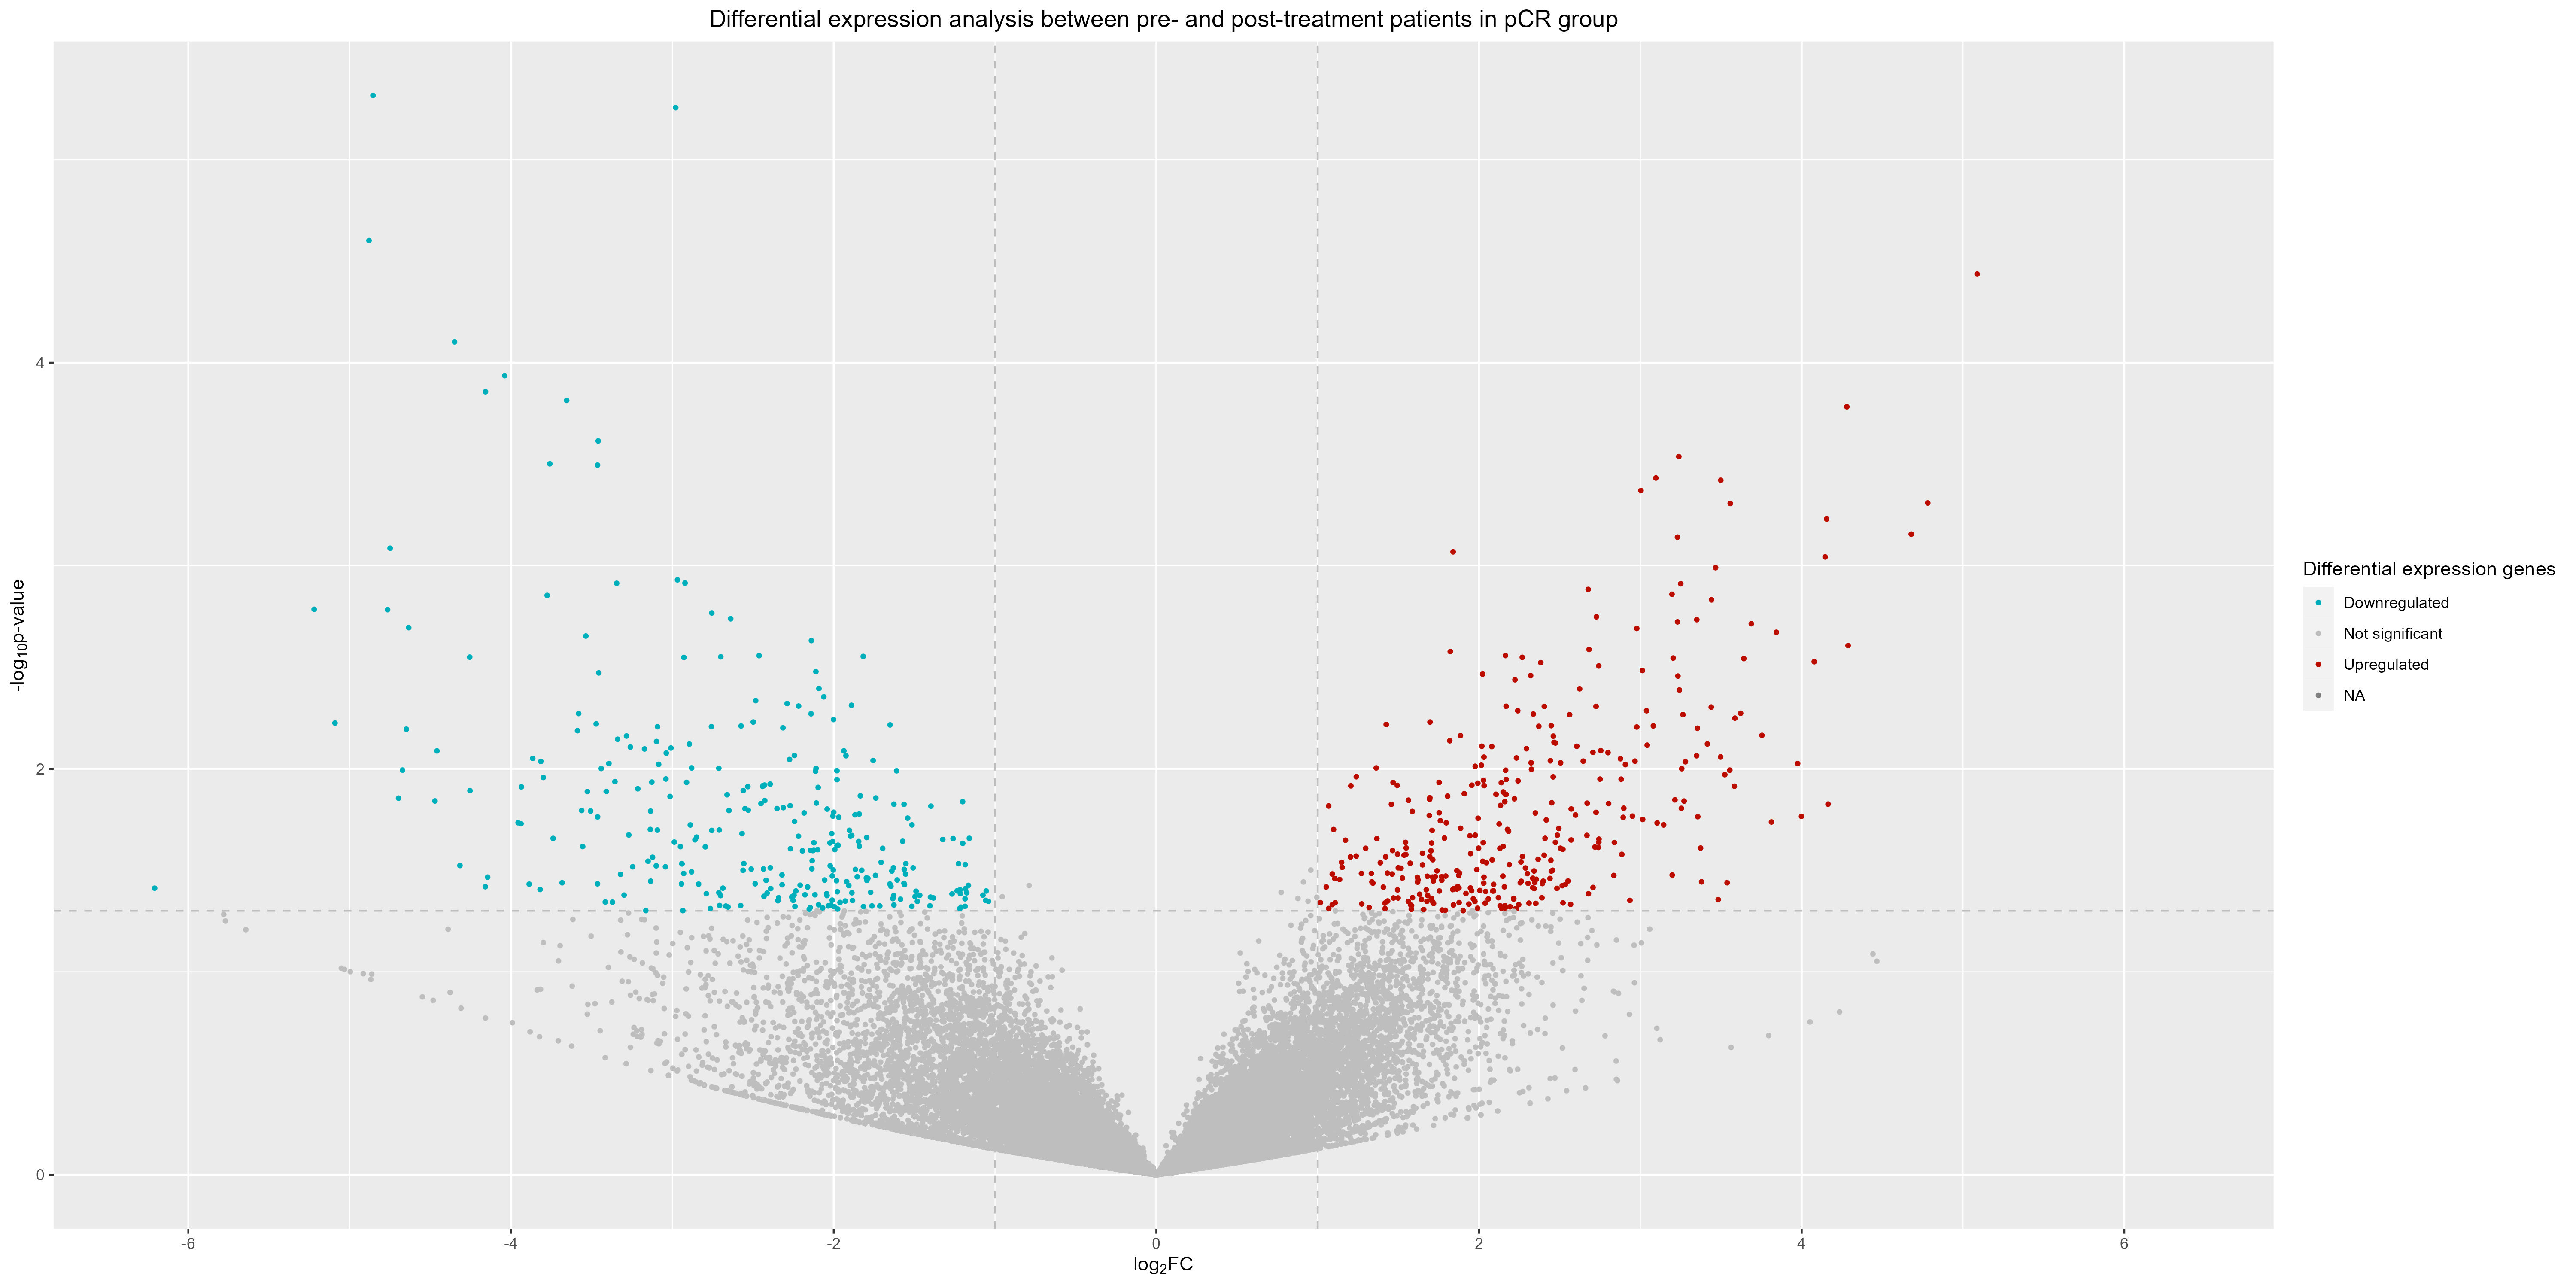 Differential expression analysis between pre- and post-treatment patients in pCR group
-log₁₀p-value
4
2
0
-6 -4 -2 0 2 4 6
log₂FC
Differential expression genes
Downregulated
Not significant
Upregulated
NA